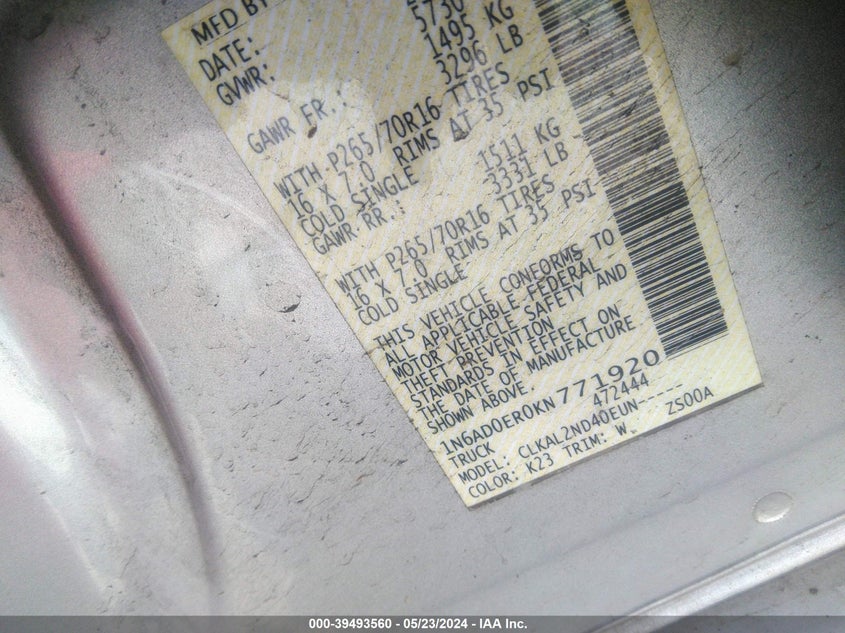 MFD BY
DATE:
GVWR: 5730
GAWR FR.: 1495 KG
3296 LB
WITH P265/70R16 TIRES
16 X 7.0 RIMS AT 35 PSI
COLD SINGLE
GAWR RR.: 1511 KG
3331 LB
WITH P265/70R16 TIRES
16 X 7.0 RIMS AT 35 PSI
COLD SINGLE
THIS VEHICLE CONFORMS TO
ALL APPLICABLE FEDERAL
MOTOR VEHICLE SAFETY AND
THEFT PREVENTION
STANDARDS IN EFFECT ON
THE DATE OF MANUFACTURE
SHOWN ABOVE.
1N6AD0ER0KN771920
TRUCK 472444
MODEL: CLKAL2ND40EUN-----
COLOR: K23 TRIM: W. ZS00A
000-39493560 - 05/23/2024 - IAA Inc.